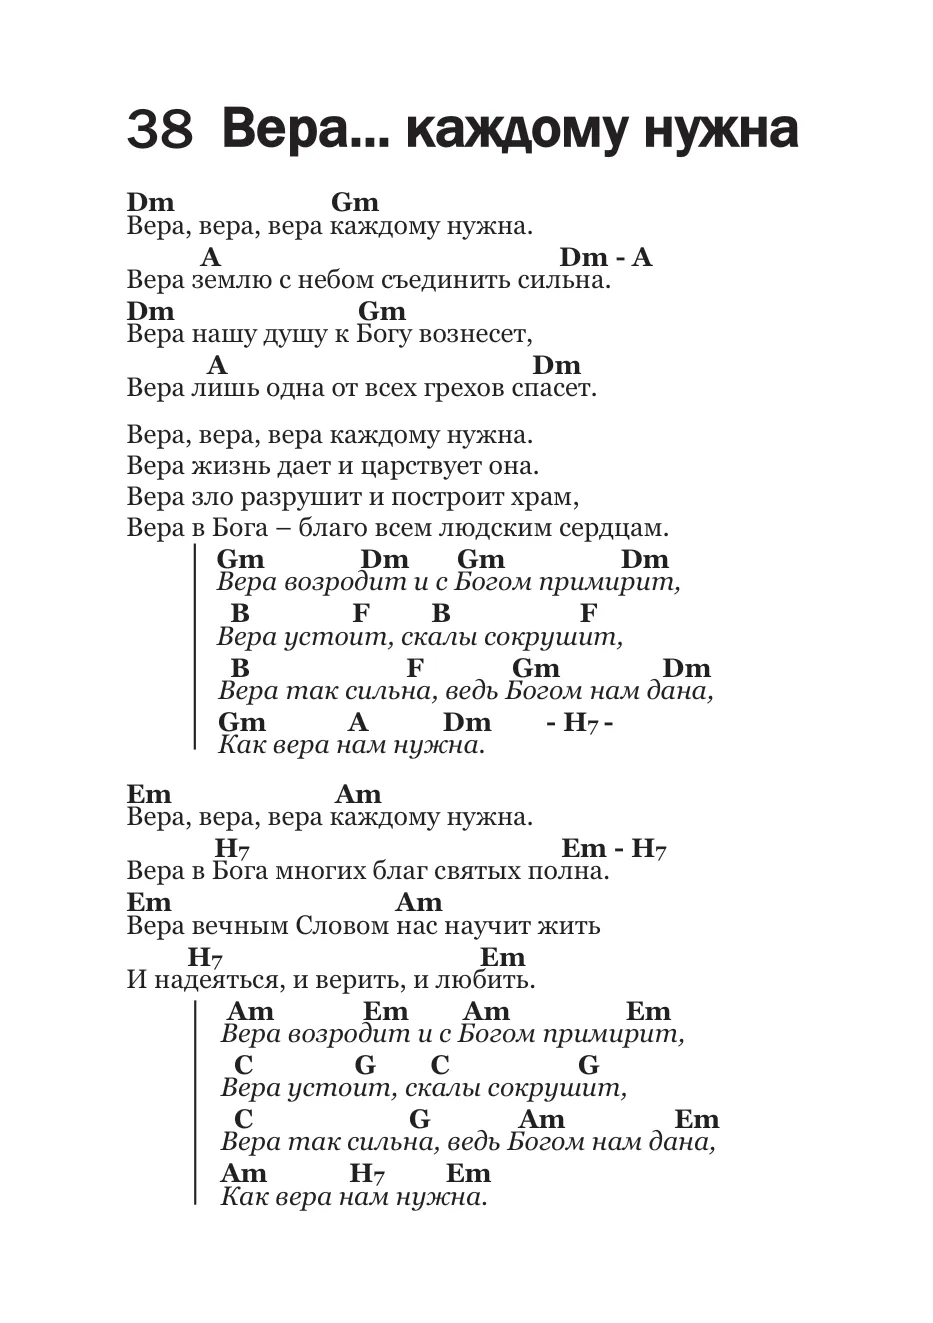 38 Вера... каждому нужна
Dm Gm
Вера, вера, вера каждому нужна.
A Dm - A
Вера землю с небом съединить сильна.
Dm Gm
Вера нашу душу к Богу вознесет,
A Dm
Вера лишь одна от всех грехов спасет.
Вера, вера, вера каждому нужна.
Вера жизнь дает и царствует она.
Вера зло разрушит и построит храм,
Вера в Бога – благо всем людским сердцам.
Gm Dm Gm Dm
Вера возродит и с Богом примирит,
B F B F
Вера устоит, скалы сокрушит,
B F Gm Dm
Вера так сильна, ведь Богом нам дана,
Gm A Dm - H7 -
Как вера нам нужна.
Em Am
Вера, вера, вера каждому нужна.
H7 Em - H7
Вера в Бога многих благ святых полна.
Em Am
Вера вечным Словом нас научит жить
H7 Em
И надеяться, и верить, и любить.
Am Em Am Em
Вера возродит и с Богом примирит,
C G C G
Вера устоит, скалы сокрушит,
C G Am Em
Вера так сильна, ведь Богом нам дана,
Am H7 Em
Как вера нам нужна.